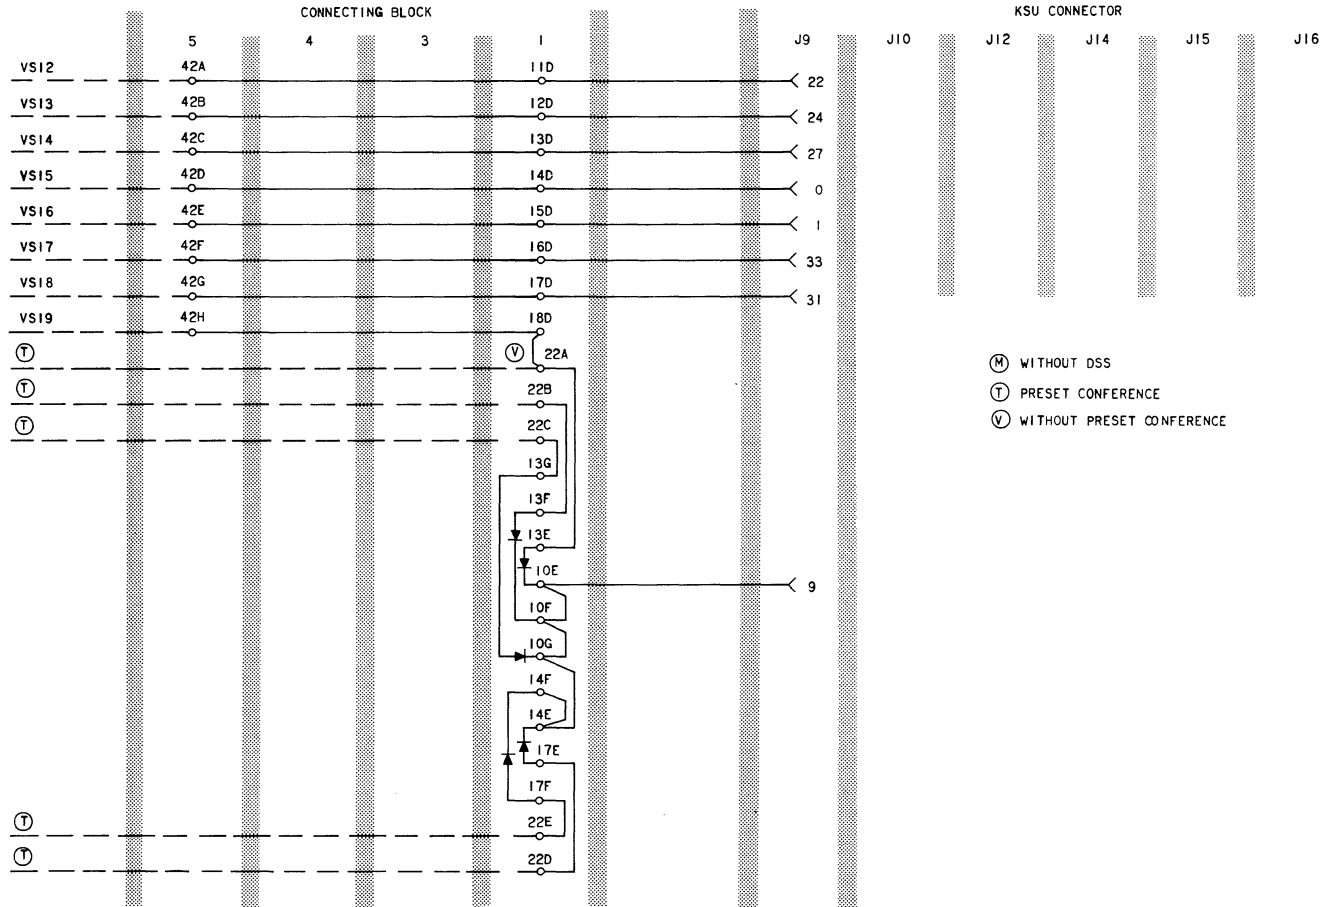 CONNECTING BLOCK
KSU CONNECTOR
5 4 3 1 J9 J10 J12 J14 J15 J16
VS12 42A 11D 22
VS13 42B 12D 24
VS14 42C 13D 27
VS15 42D 14D 0
VS16 42E 15D 1
VS17 42F 16D 33
VS18 42G 17D 31
VS19 42H 18D
T V 22A
T 22B
T 22C
13G
13F
13E
10E 9
10F
10G
14F
14E
17E
17F
T 22E
T 22D
M WITHOUT DSS
T PRESET CONFERENCE
V WITHOUT PRESET CONFERENCE